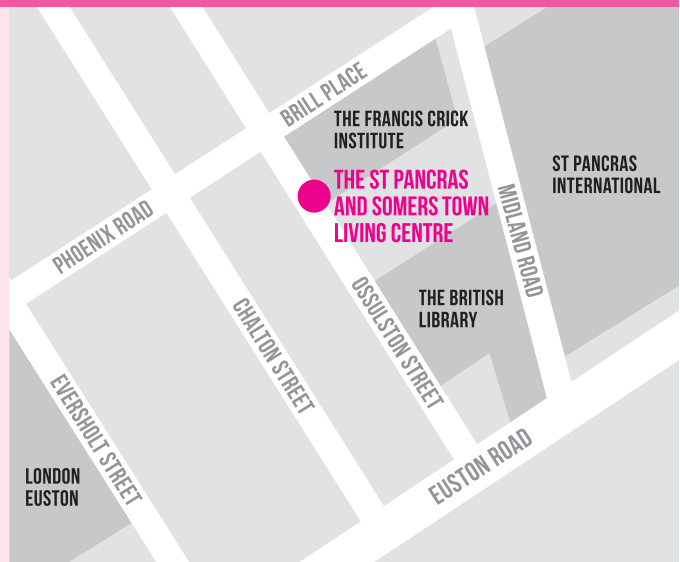 BRILL PLACE
THE FRANCIS CRICK
INSTITUTE
ST PANCRAS
INTERNATIONAL
THE ST PANCRAS
AND SOMERS TOWN
LIVING CENTRE
MIDLAND ROAD
PHOENIX ROAD
THE BRITISH
LIBRARY
OSSULSTON STREET
CHALTON STREET
EVERSHOLT STREET
EUSTON ROAD
LONDON
EUSTON